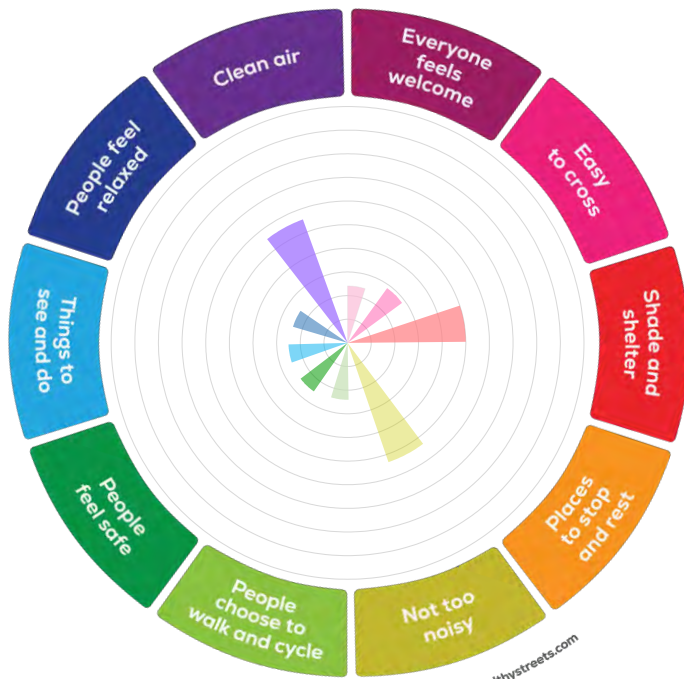 Clean air
Everyone
feels
welcome
Easy
to cross
Shade and
shelter
Places
to stop
and rest
Not too
noisy
People
choose to
walk and cycle
People
feel safe
Things to
see and do
People feel
relaxed